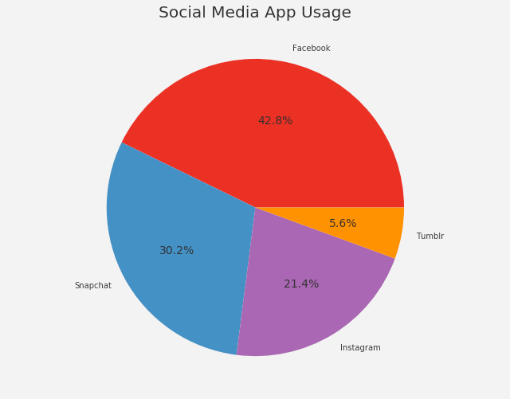 Social Media App Usage
Facebook
42.8%
5.6%
Tumblr
30.2%
21.4%
Snapchat
Instagram